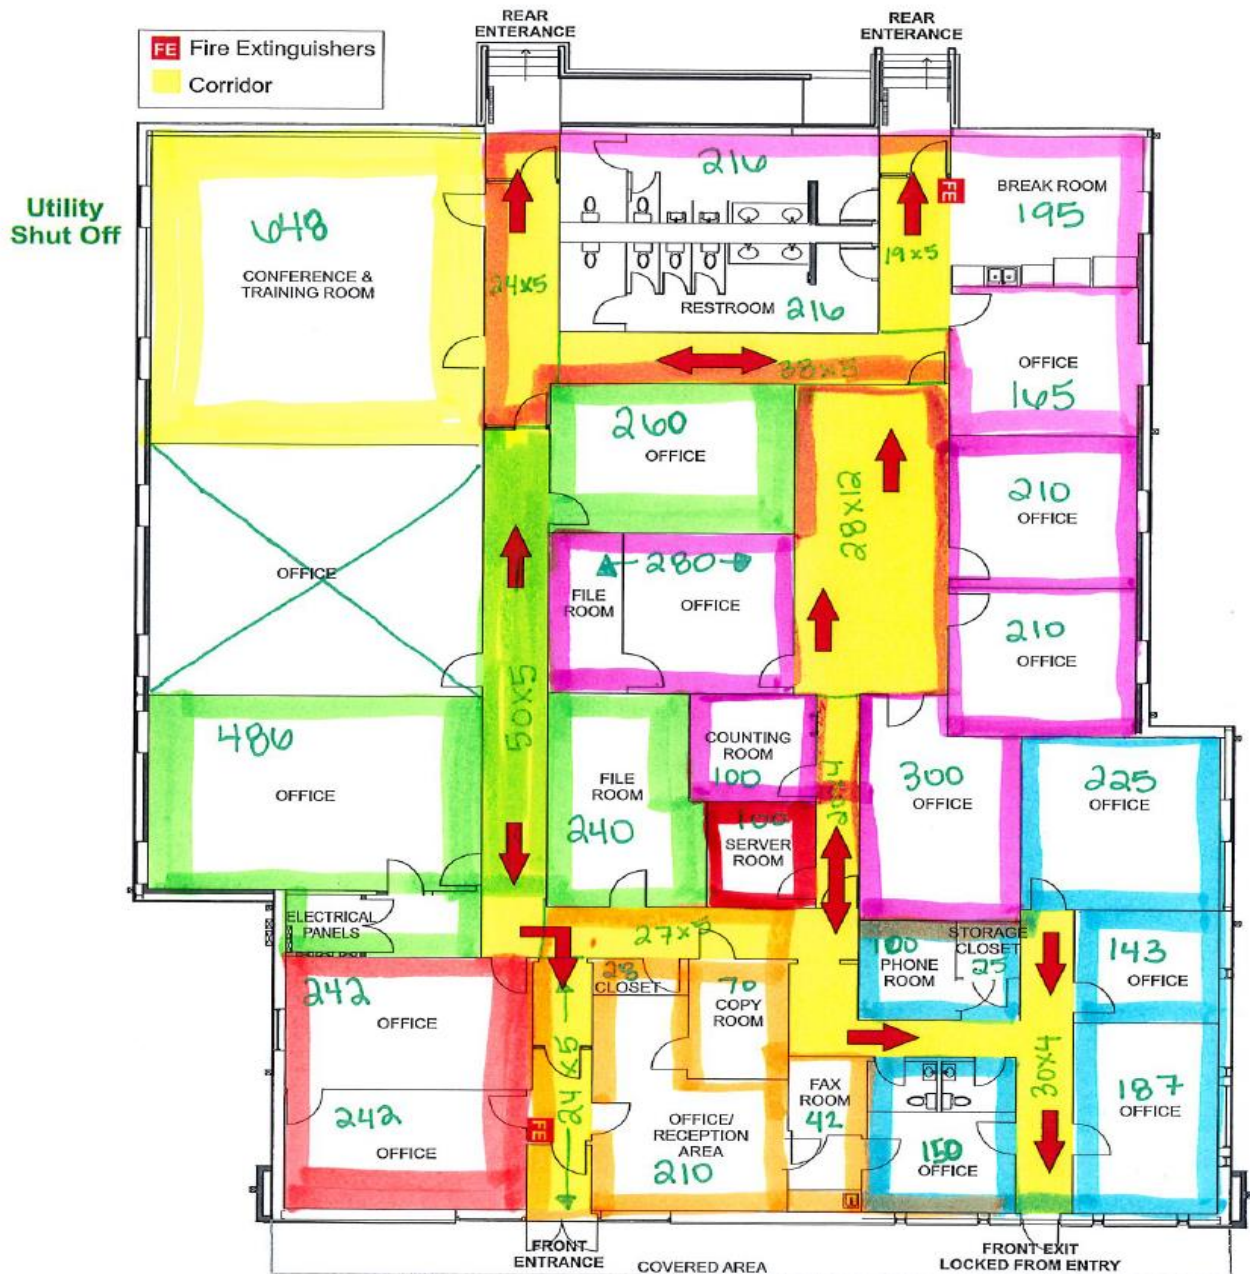 REAR
ENTERANCE
REAR
ENTERANCE
FE Fire Extinguishers
Corridor
Utility
Shut Off
648
CONFERENCE &
TRAINING ROOM
24x5
216
RESTROOM 216
19x5
FE
BREAK ROOM
195
38x5
OFFICE
165
260
OFFICE
28x12
210
OFFICE
OFFICE
280
FILE
ROOM
OFFICE
210
OFFICE
50x5
486
OFFICE
FILE
ROOM
240
COUNTING
ROOM
100
100
SERVER
ROOM
300
OFFICE
225
OFFICE
ELECTRICAL
PANELS
27x5
100
PHONE
ROOM
STORAGE
CLOSET
25
143
OFFICE
242
OFFICE
28
CLOSET
70
COPY
ROOM
24x5
30x4
242
OFFICE
FE
OFFICE/
RECEPTION
AREA
210
FAX
ROOM
42
150
OFFICE
187
OFFICE
FRONT
ENTRANCE
COVERED AREA
FRONT EXIT
LOCKED FROM ENTRY